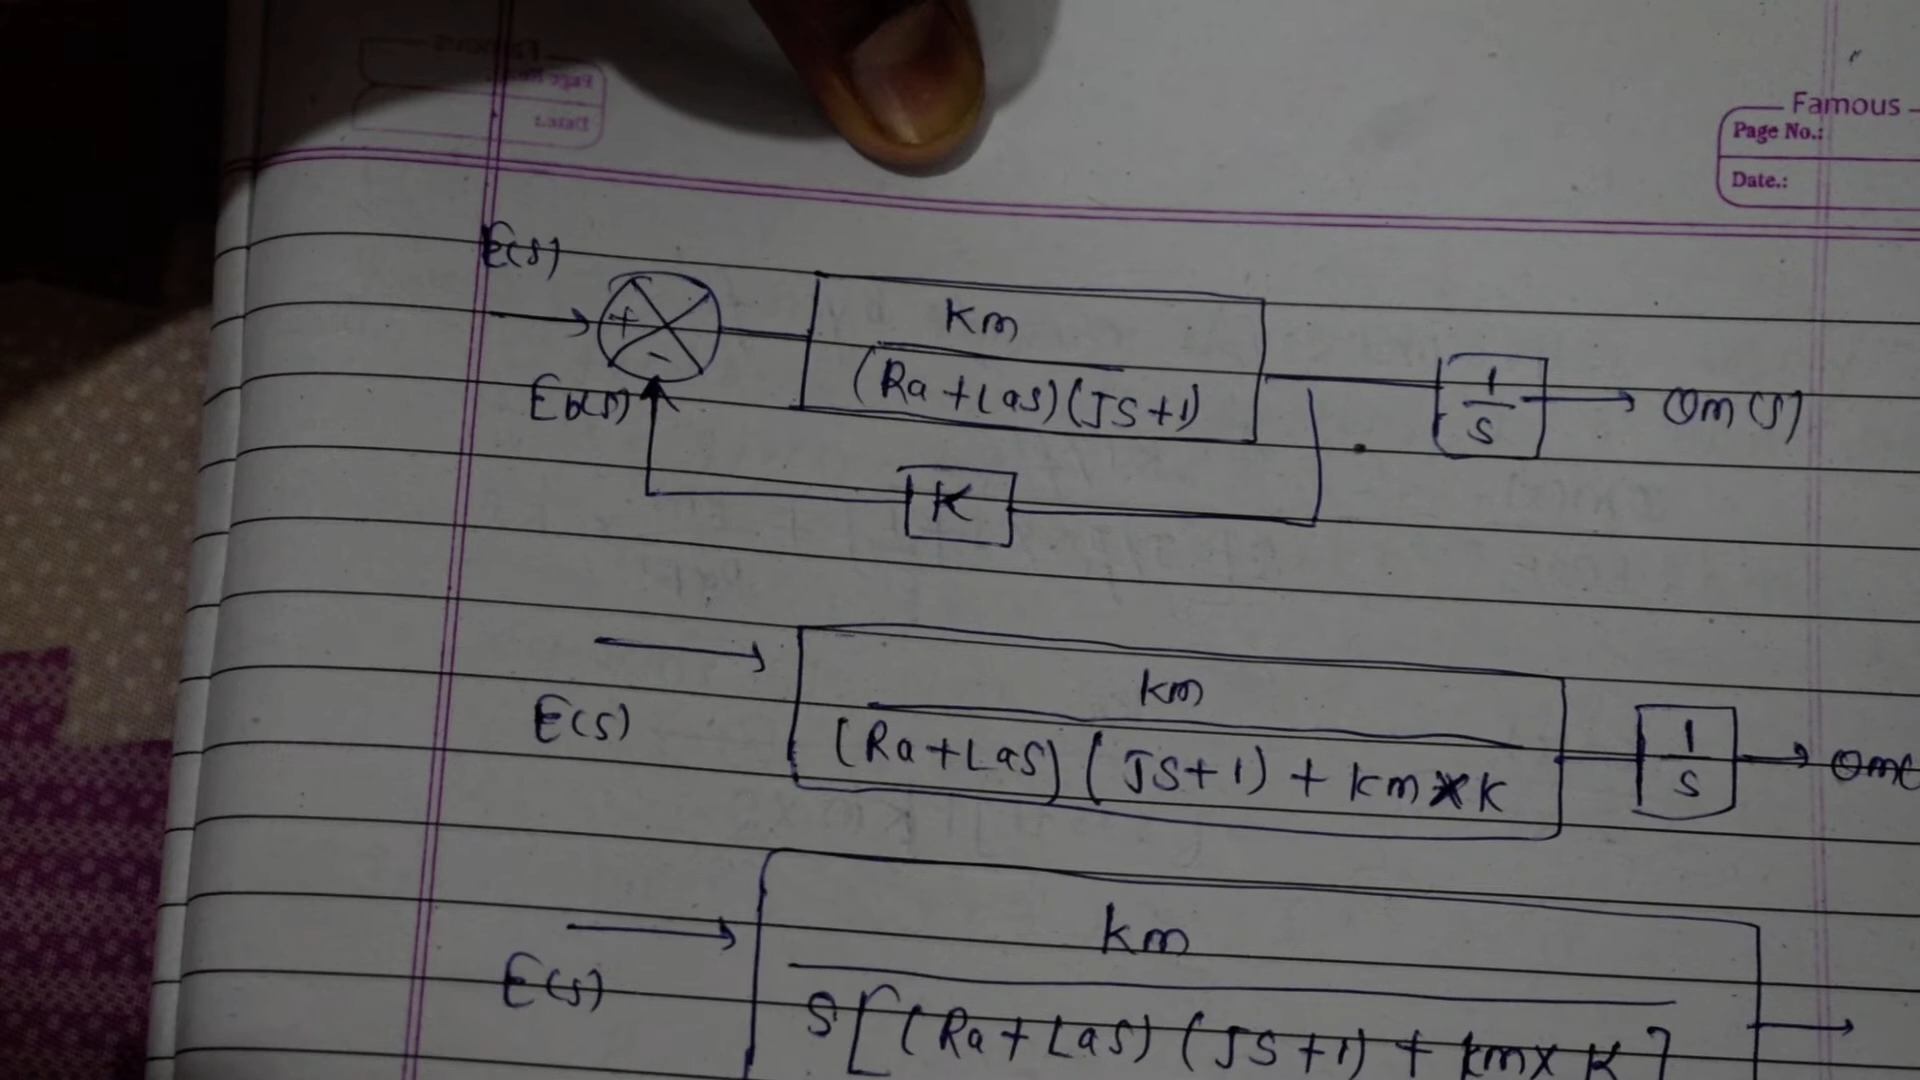 Famous
Page No.:
Date.:
E(s)
+
-
Km
(Ra+Las)(JS+1)
1
s
Θm(s)
Eb(s)
K
E(s)
km
(Ra+Las)(JS+1)+km×K
1
s
Θm(
E(s)
km
S[(Ra+Las)(JS+1)+km×K]